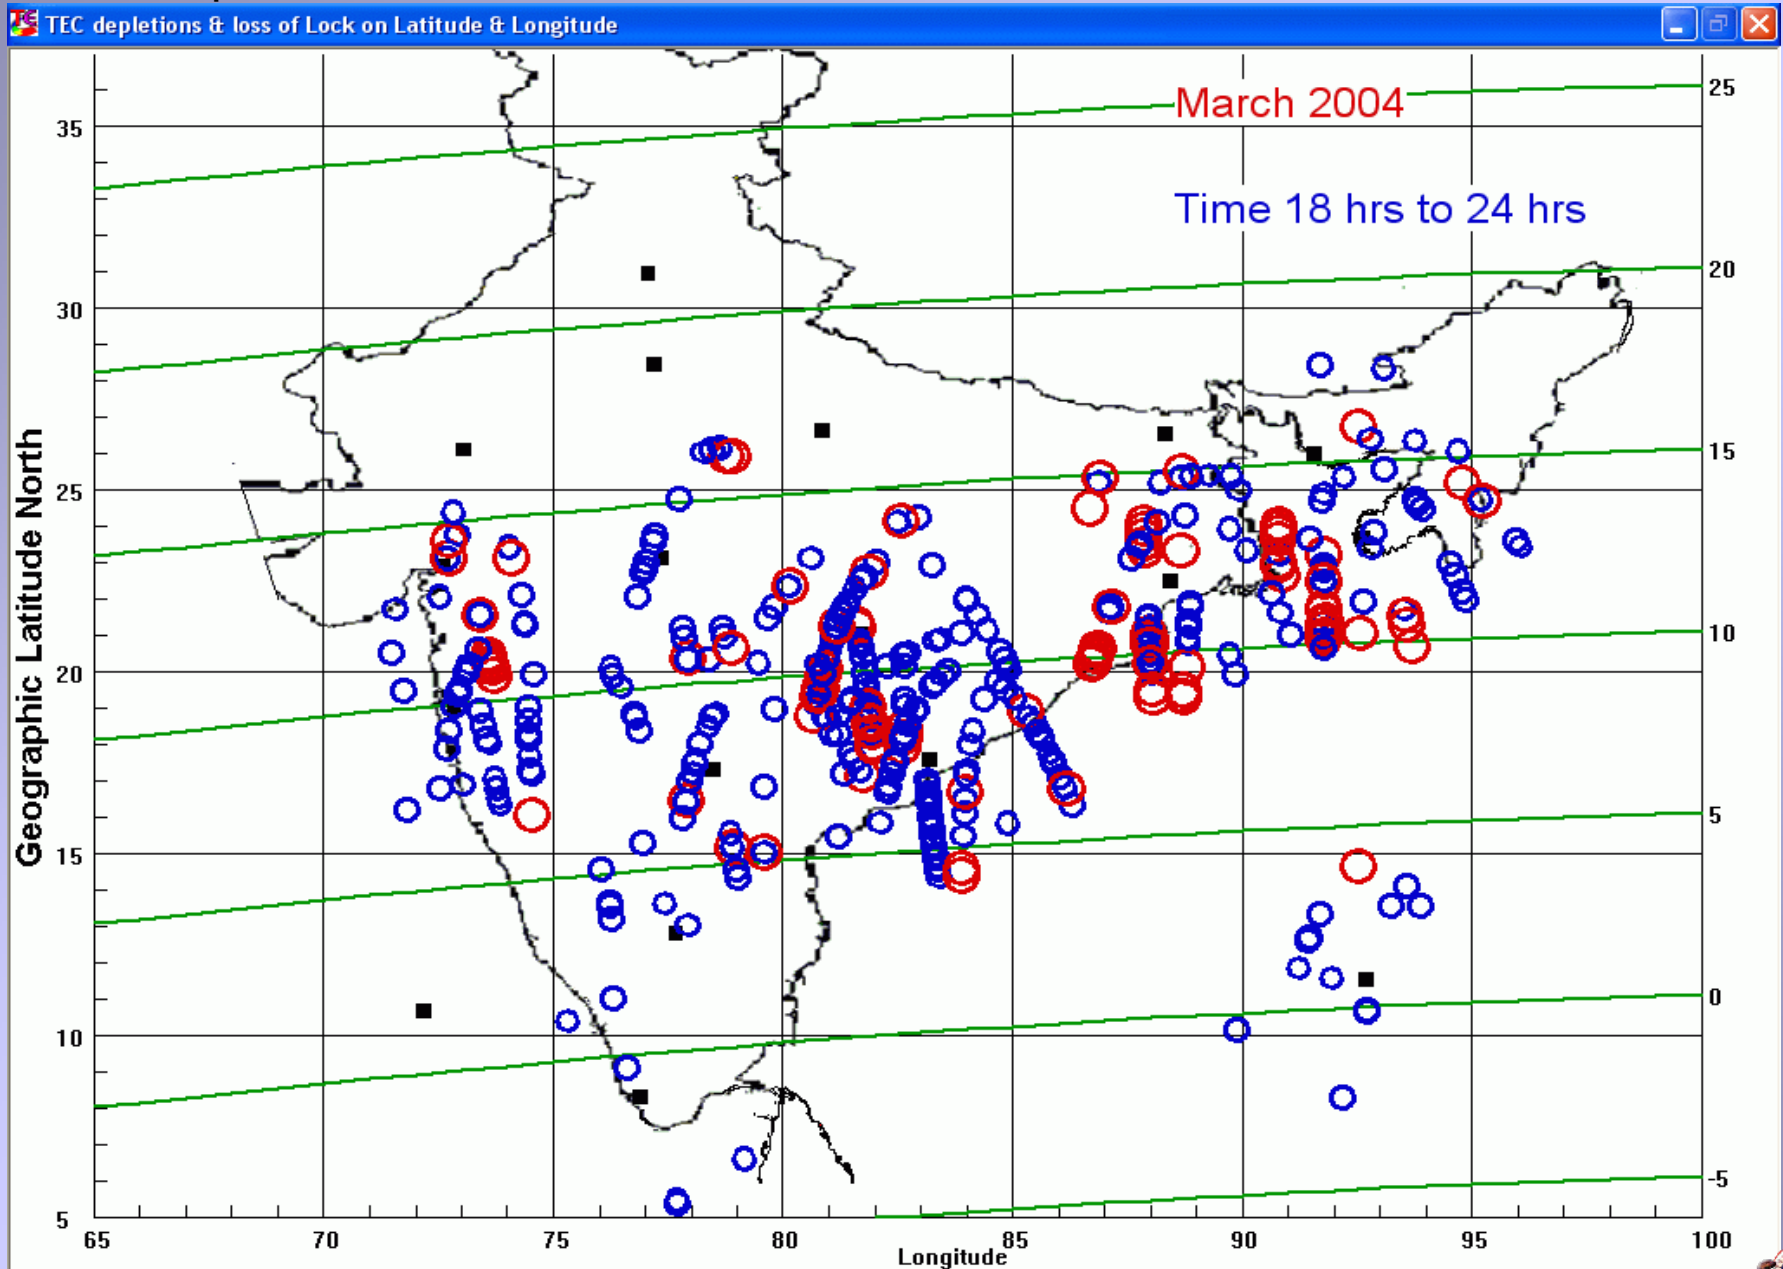 TEC depletions & loss of Lock on Latitude & Longitude
March 2004
25
35
Time 18 hrs to 24 hrs
20
30
15
25
Geographic Latitude North
10
20
5
15
0
10
-5
5
65 70 75 80 85 90 95 100
Longitude